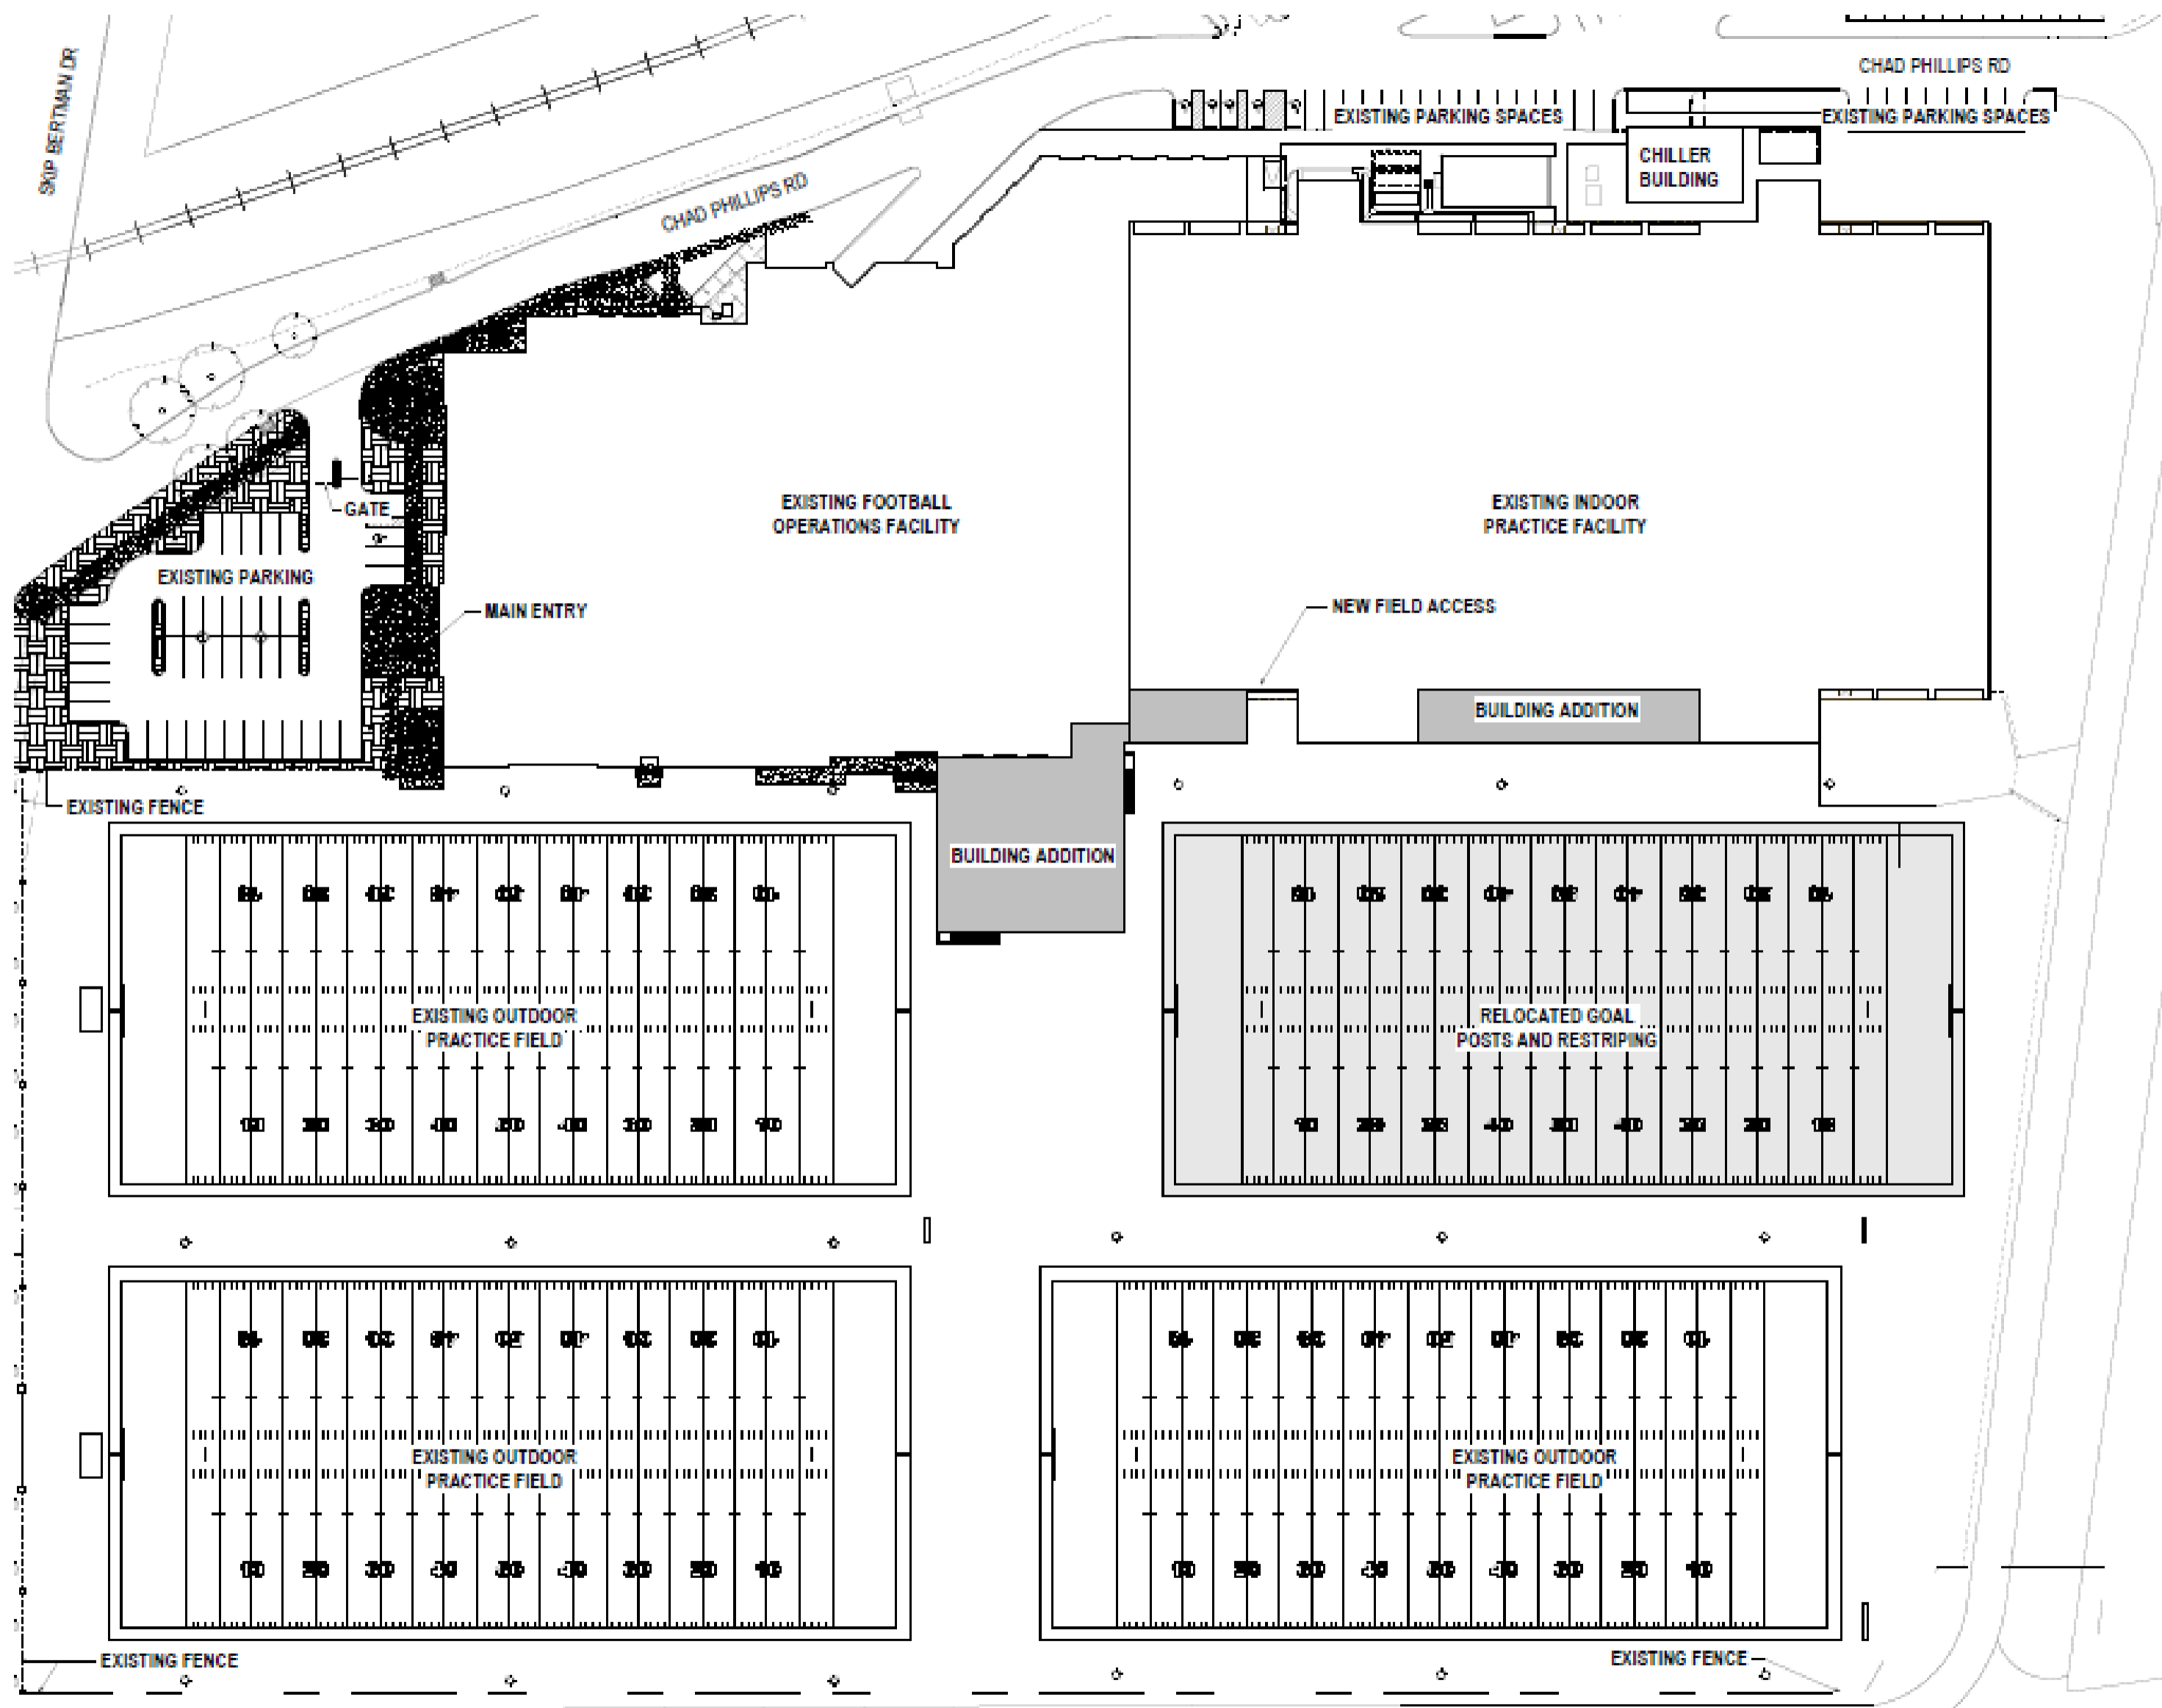 SKIP BERTMAN DR
CHAD PHILLIPS RD
EXISTING PARKING SPACES
EXISTING PARKING SPACES
CHILLER
BUILDING
CHAD PHILLIPS RD
GATE
EXISTING FOOTBALL
OPERATIONS FACILITY
EXISTING INDOOR
PRACTICE FACILITY
EXISTING PARKING
MAIN ENTRY
NEW FIELD ACCESS
BUILDING ADDITION
EXISTING FENCE
BUILDING ADDITION
EXISTING OUTDOOR
PRACTICE FIELD
RELOCATED GOAL
POSTS AND RESTRIPING
EXISTING OUTDOOR
PRACTICE FIELD
EXISTING OUTDOOR
PRACTICE FIELD
EXISTING FENCE
EXISTING FENCE